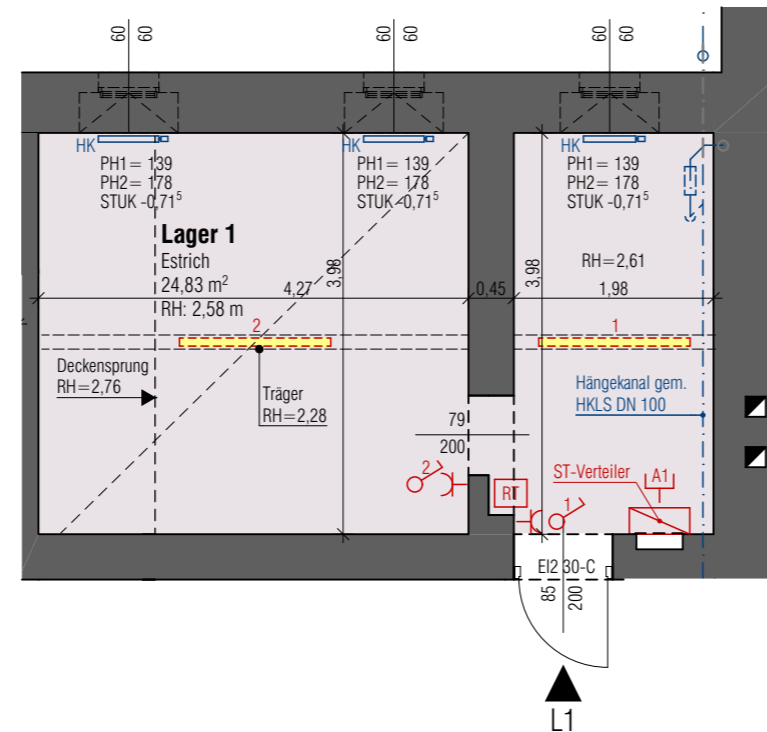 60
60
60
60
60
60
HK
PH1= 139
PH2= 178
STUK -0,71⁵
HK
PH1= 139
PH2= 178
STUK -0,71⁵
HK
PH1= 139
PH2= 178
STUK -0,71⁵
1
Lager 1
Estrich
24,83 m²
RH: 2,58 m
4,27
3,98
0,45
3,98
RH=2,61
1,98
2
1
Deckensprung
RH=2,76
Träger
RH=2,28
Hängekanal gem.
HKLS DN 100
79
200
2
RT
1
ST-Verteiler
A1
EI2 30-C
85
200
L1